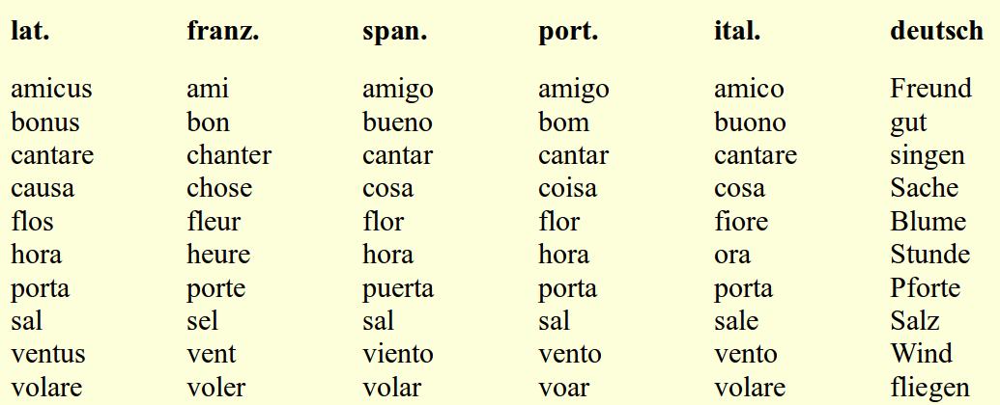 lat. franz. span. port. ital. deutsch
amicus ami amigo amigo amico Freund
bonus bon bueno bom buono gut
cantare chanter cantar cantar cantare singen
causa chose cosa coisa cosa Sache
flos fleur flor flor fiore Blume
hora heure hora hora ora Stunde
porta porte puerta porta porta Pforte
sal sel sal sal sale Salz
ventus vent viento vento vento Wind
volare voler volar voar volare fliegen